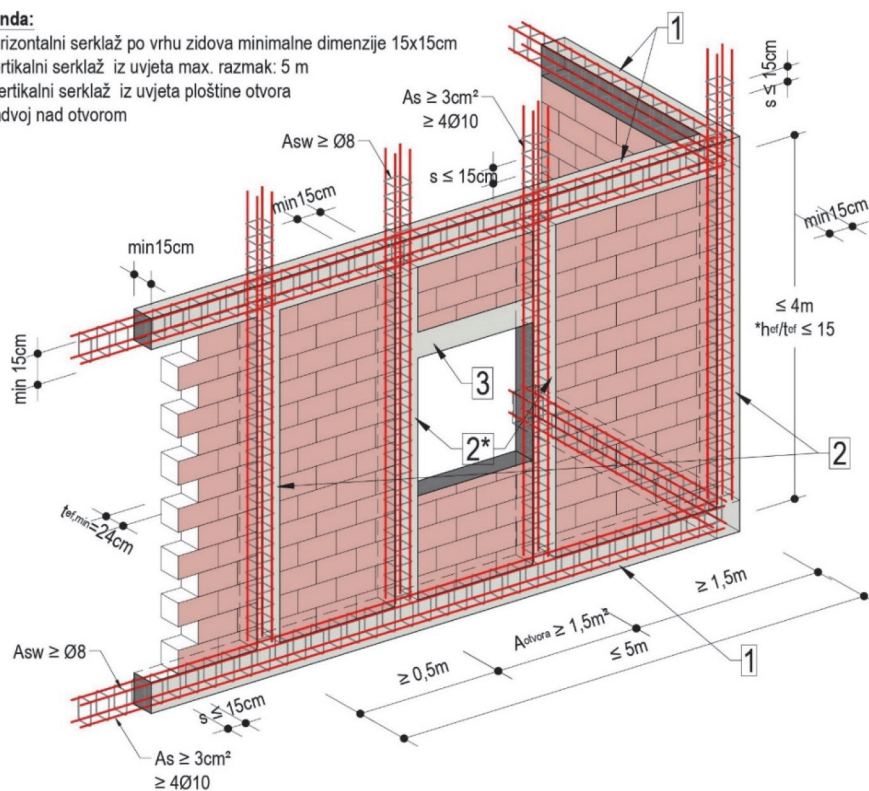 nda:
rizontalni serklaž po vrhu zidova minimalne dimenzije 15x15cm
rtikalni serklaž iz uvjeta max. razmak: 5 m
ertikalni serklaž iz uvjeta ploštine otvora
dvoj nad otvorom
1
s ≤ 15cm
As ≥ 3cm²
≥ 4Ø10
Asw ≥ Ø8
s ≤ 15cm
min15cm
min15cm
min15cm
≤ 4m
*hef/tef ≤ 15
min 15cm
3
2*
2
tef,min=24cm
≥ 1,5m
Aotvora ≥ 1,5m²
≤ 5m
≥ 0,5m
1
Asw ≥ Ø8
s ≤ 15cm
As ≥ 3cm²
≥ 4Ø10